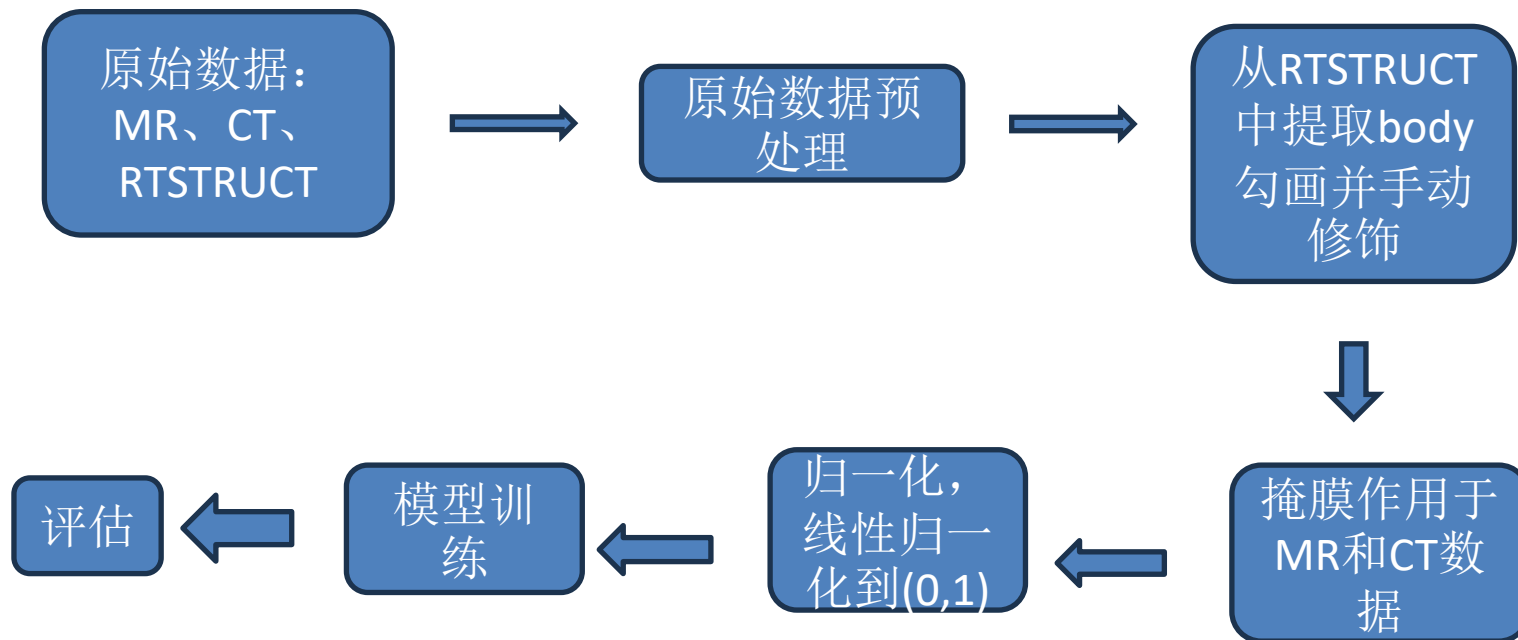 原始数据：
MR、CT、
RTSTRUCT
原始数据预
处理
从RTSTRUCT
中提取body
勾画并手动
修饰
掩膜作用于
MR和CT数
据
归一化，
线性归一
化到(0,1)
模型训
练
评估